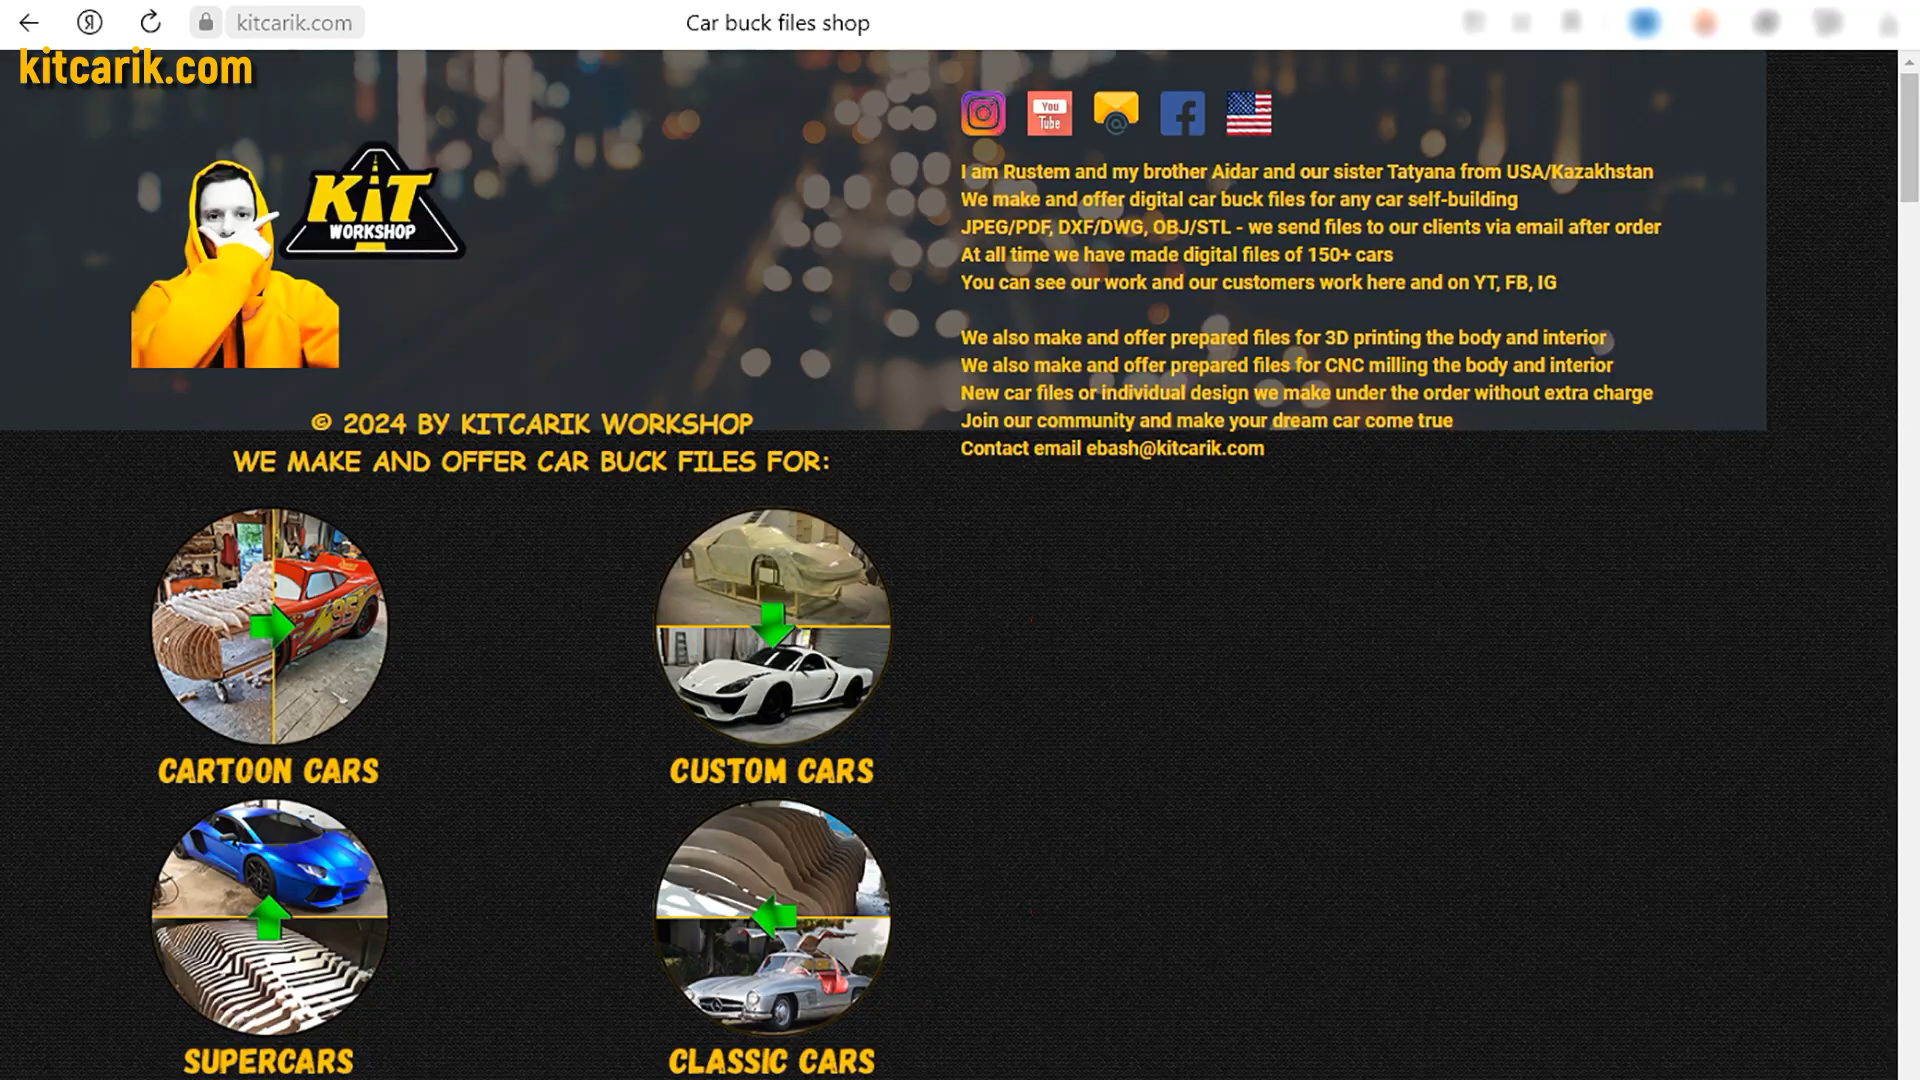 kitcarik.com
Car buck files shop
kitcarik.com
KiT
WORKSHOP
You
Tube
I am Rustem and my brother Aidar and our sister Tatyana from USA/Kazakhstan
We make and offer digital car buck files for any car self-building
JPEG/PDF, DXF/DWG, OBJ/STL - we send files to our clients via email after order
At all time we have made digital files of 150+ cars
You can see our work and our customers work here and on YT, FB, IG
We also make and offer prepared files for 3D printing the body and interior
We also make and offer prepared files for CNC milling the body and interior
New car files or individual design we make under the order without extra charge
Join our community and make your dream car come true
Contact email ebash@kitcarik.com
© 2024 BY KITCARIK WORKSHOP
WE MAKE AND OFFER CAR BUCK FILES FOR:
95
CARTOON CARS
CUSTOM CARS
SUPERCARS
CLASSIC CARS